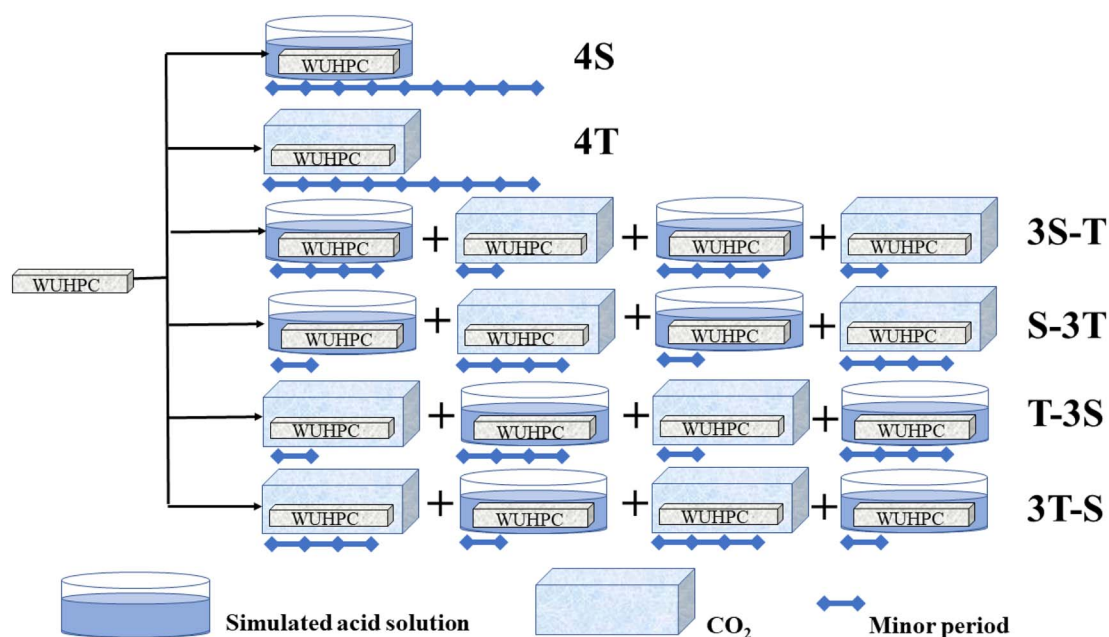 WUHPC
4S
WUHPC
4T
WUHPC + WUHPC + WUHPC + WUHPC
3S-T
WUHPC
WUHPC + WUHPC + WUHPC + WUHPC
S-3T
WUHPC + WUHPC + WUHPC + WUHPC
T-3S
WUHPC + WUHPC + WUHPC + WUHPC
3T-S
Simulated acid solution
CO₂
Minor period